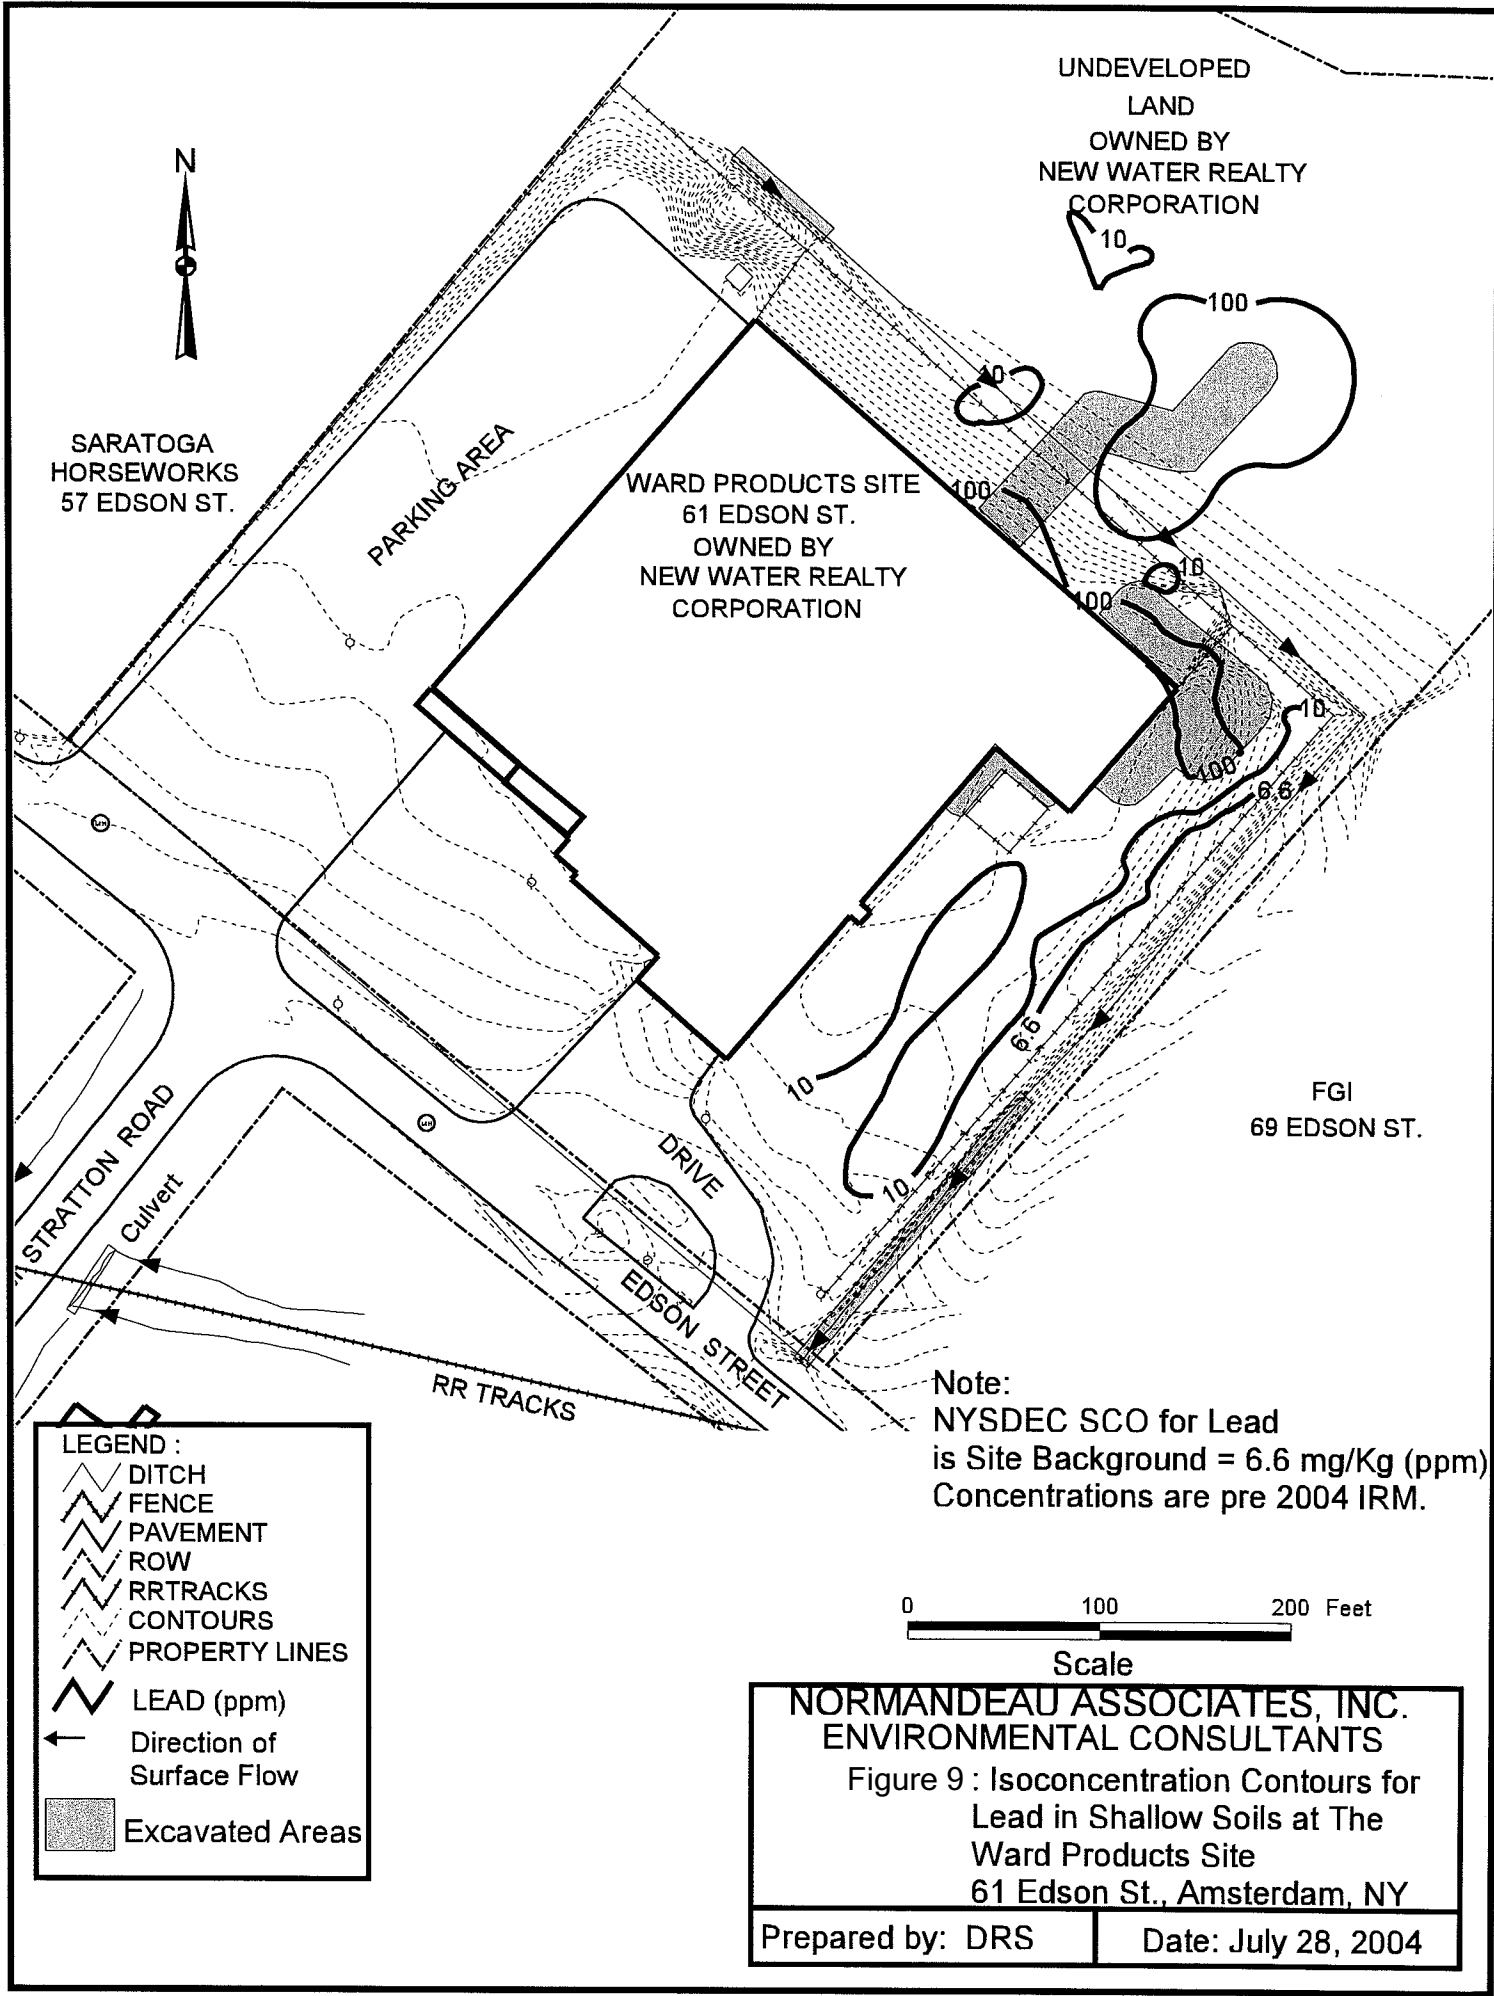 UNDEVELOPED
LAND
OWNED BY
NEW WATER REALTY
CORPORATION
N
10
100
10
SARATOGA
HORSEWORKS
57 EDSON ST.
PARKING AREA
WARD PRODUCTS SITE
61 EDSON ST.
OWNED BY
NEW WATER REALTY
CORPORATION
100
10
100
10
100
6.6
6.6
10
10
FGI
69 EDSON ST.
DRIVE
STRATTON ROAD
Culvert
EDSON STREET
RR TRACKS
Note:
NYSDEC SCO for Lead
is Site Background = 6.6 mg/Kg (ppm)
Concentrations are pre 2004 IRM.
LEGEND :
DITCH
FENCE
PAVEMENT
ROW
RRTRACKS
CONTOURS
PROPERTY LINES
LEAD (ppm)
Direction of
Surface Flow
Excavated Areas
0 100 200 Feet
Scale
NORMANDEAU ASSOCIATES, INC.
ENVIRONMENTAL CONSULTANTS
Figure 9 : Isoconcentration Contours for
Lead in Shallow Soils at The
Ward Products Site
61 Edson St., Amsterdam, NY
Prepared by: DRS
Date: July 28, 2004